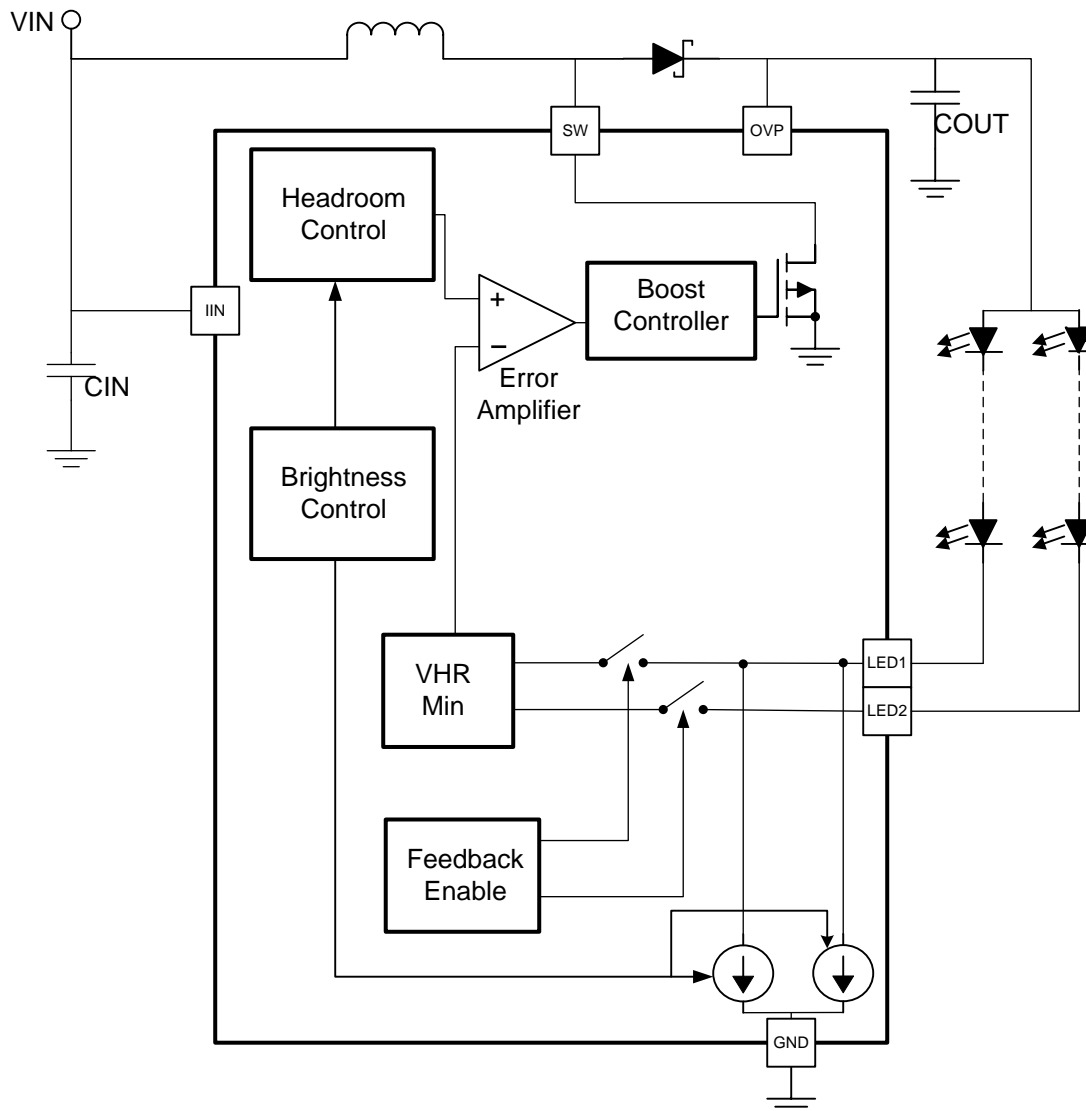 VIN
SW
OVP
COUT
Headroom
Control
IIN
+
−
Boost
Controller
Error
Amplifier
CIN
Brightness
Control
VHR
Min
LED1
LED2
Feedback
Enable
GND